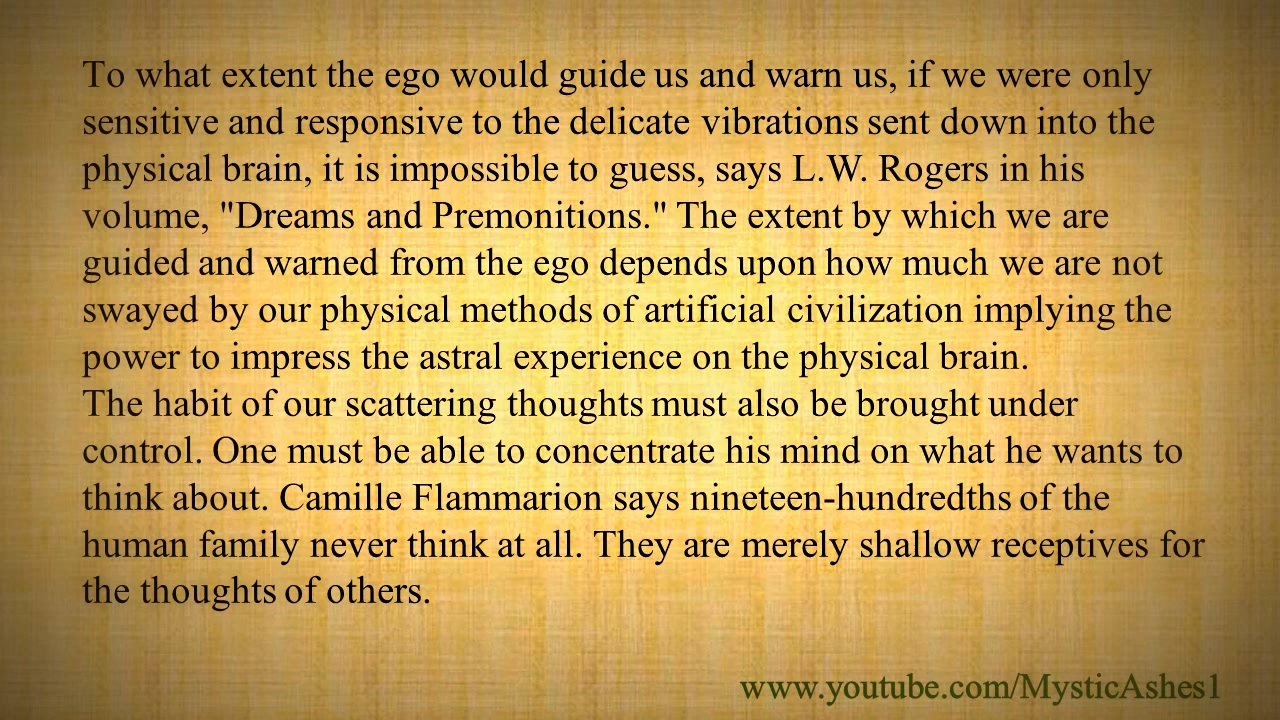 To what extent the ego would guide us and warn us, if we were only
sensitive and responsive to the delicate vibrations sent down into the
physical brain, it is impossible to guess, says L.W. Rogers in his
volume, "Dreams and Premonitions." The extent by which we are
guided and warned from the ego depends upon how much we are not
swayed by our physical methods of artificial civilization implying the
power to impress the astral experience on the physical brain.
The habit of our scattering thoughts must also be brought under
control. One must be able to concentrate his mind on what he wants to
think about. Camille Flammarion says nineteen-hundredths of the
human family never think at all. They are merely shallow receptives for
the thoughts of others.
www.youtube.com/MysticAshes1